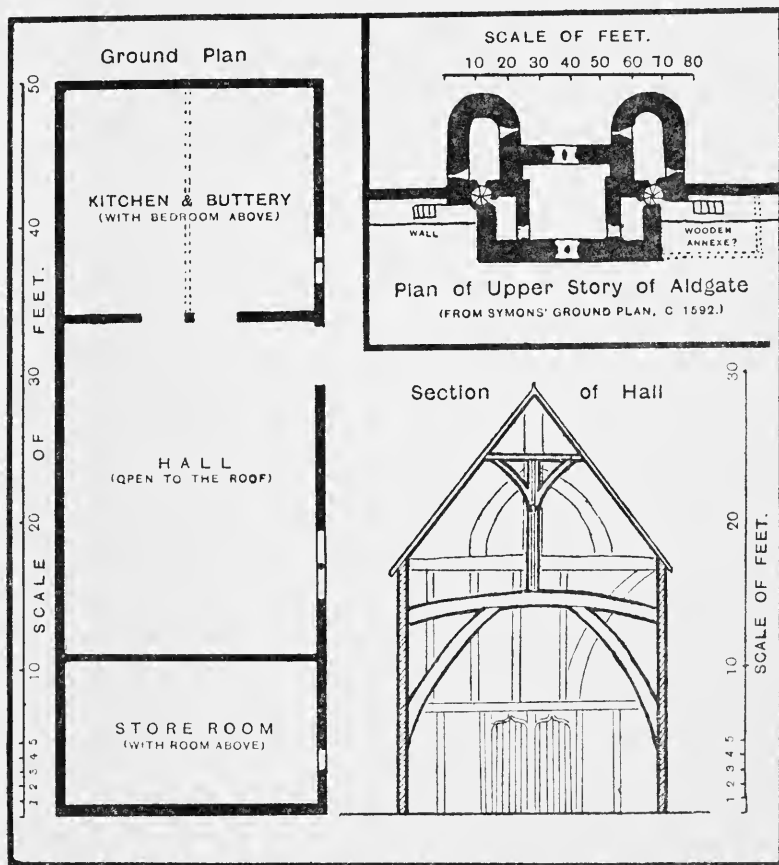 Ground Plan
50
40
30
20
10
5
4
3
2
1
SCALE OF FEET.
KITCHEN & BUTTERY
(WITH BEDROOM ABOVE)
HALL
(OPEN TO THE ROOF)
STORE ROOM
(WITH ROOM ABOVE)
SCALE OF FEET.
10 20 30 40 50 60 70 80
WALL
WOODEN
ANNEXE?
Plan of Upper Story of Aldgate
(FROM SYMONS' GROUND PLAN, C 1592.)
Section of Hall
30
20
10
5
4
3
2
1
SCALE OF FEET.